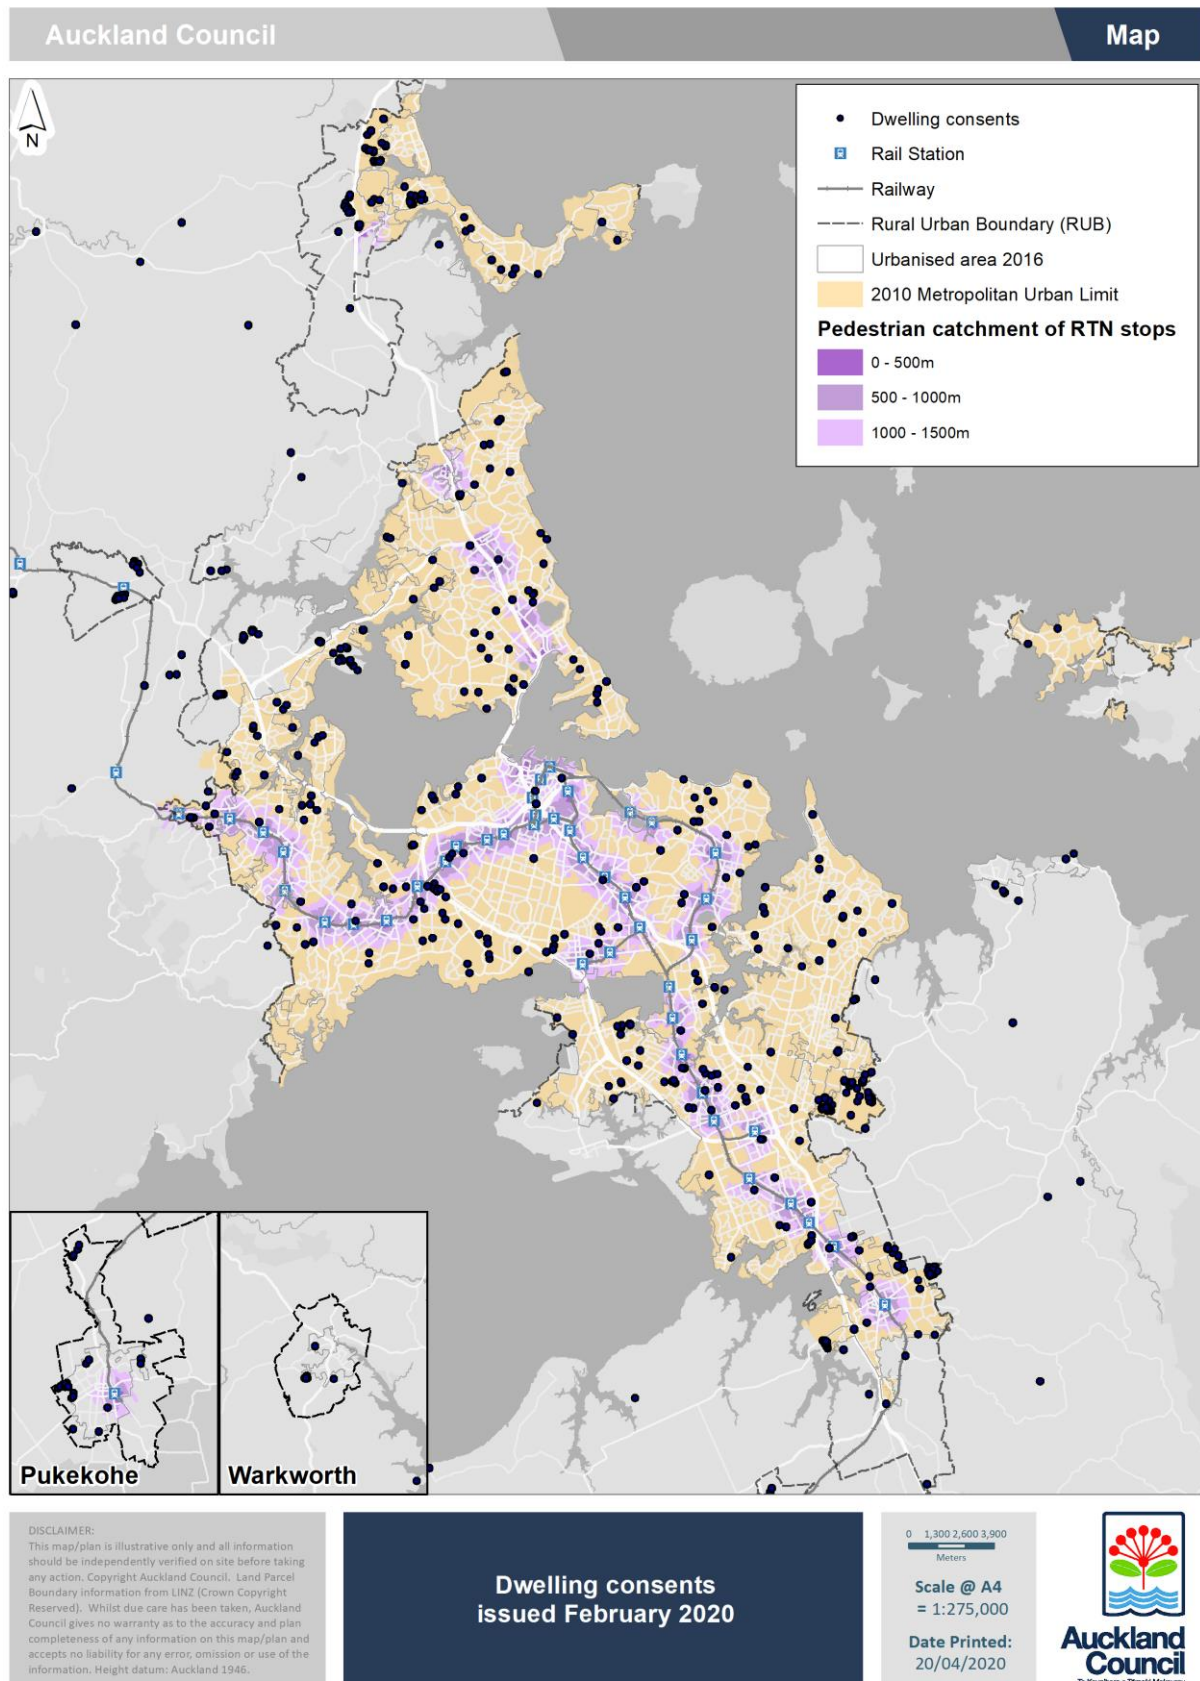 Auckland Council
Map
N
Dwelling consents
Rail Station
Railway
Rural Urban Boundary (RUB)
Urbanised area 2016
2010 Metropolitan Urban Limit
Pedestrian catchment of RTN stops
0 - 500m
500 - 1000m
1000 - 1500m
Pukekohe
Warkworth
DISCLAIMER:
This map/plan is illustrative only and all information
should be independently verified on site before taking
any action. Copyright Auckland Council. Land Parcel
Boundary information from LINZ (Crown Copyright
Reserved). Whilst due care has been taken, Auckland
Council gives no warranty as to the accuracy and plan
completeness of any information on this map/plan and
accepts no liability for any error, omission or use of the
information. Height datum: Auckland 1946.
Dwelling consents
issued February 2020
0 1,300 2,600 3,900
Meters
Scale @ A4
= 1:275,000
Date Printed:
20/04/2020
Auckland
Council